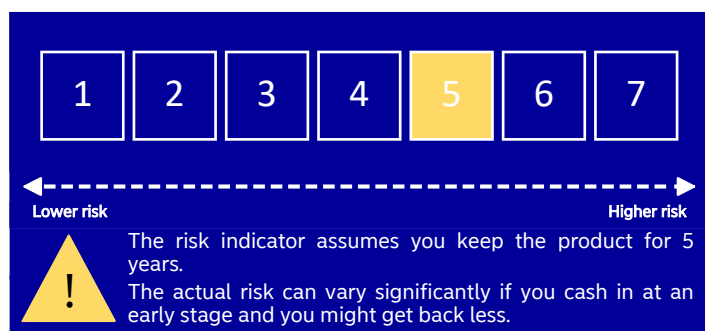 1 2 3 4 5 6 7
Lower risk Higher risk
The risk indicator assumes you keep the product for 5
years.
The actual risk can vary significantly if you cash in at an
! early stage and you might get back less.